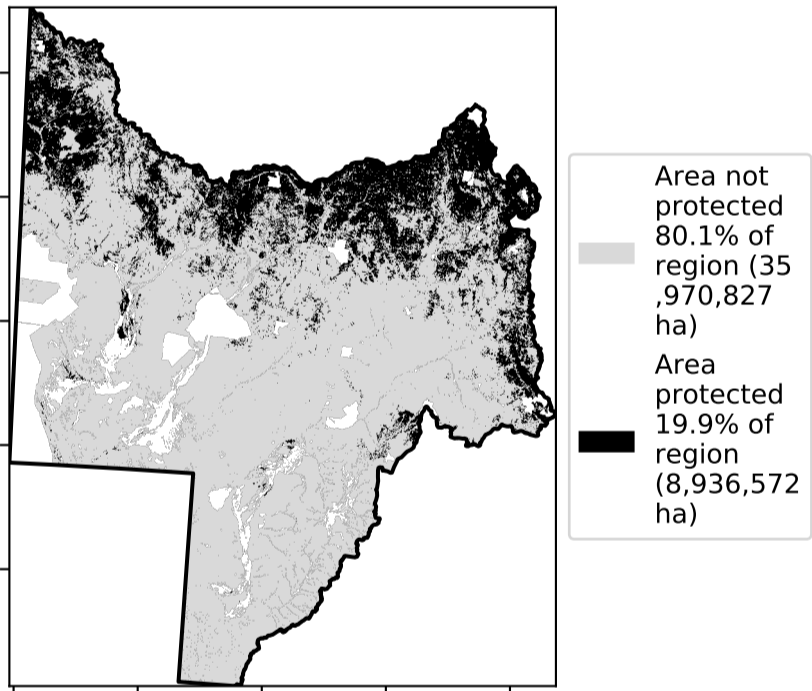 Area not
protected
80.1% of
region (35
,970,827
ha)
Area
protected
19.9% of
region
(8,936,572
ha)